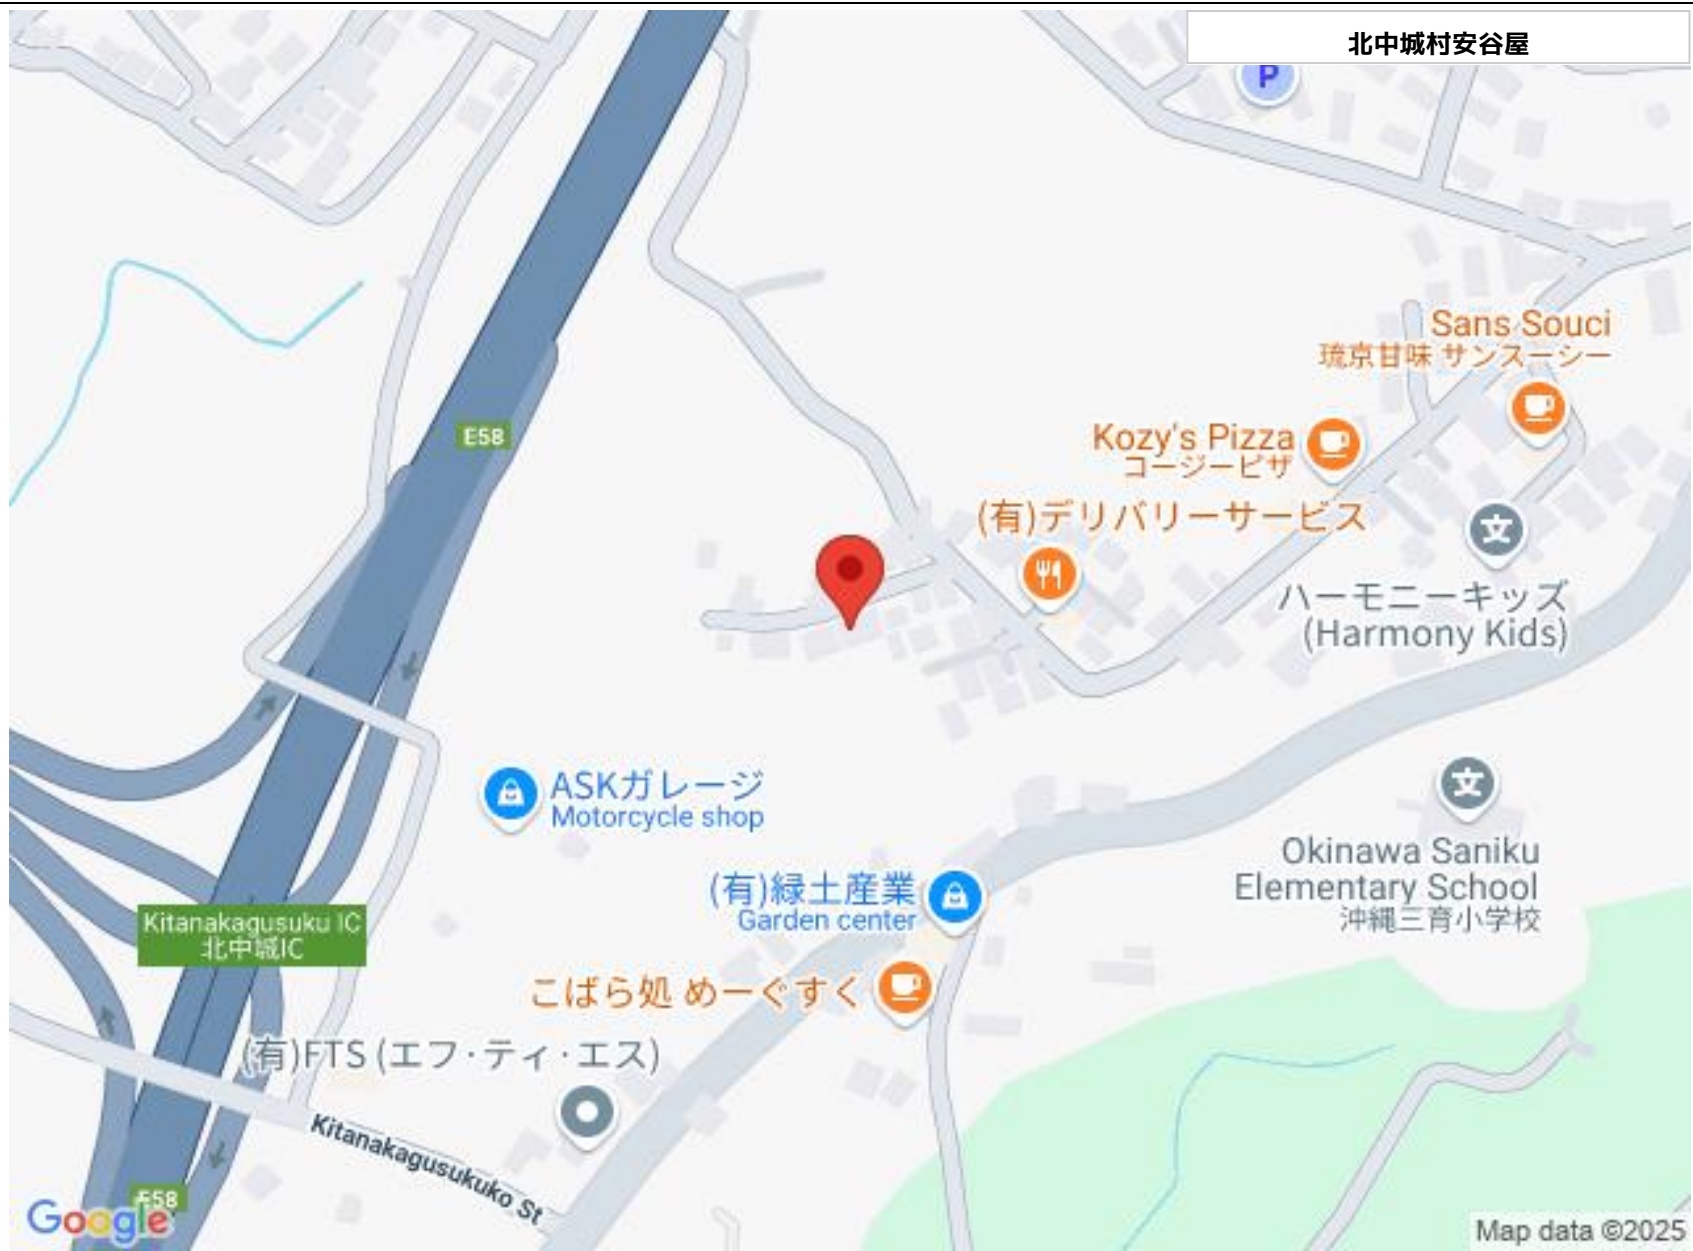 北中城村安谷屋
P
Sans Souci
琉京甘味 サンスーシー
E58
Kozy's Pizza
コージーピザ
(有)デリバリーサービス
文
ハーモニーキッズ
(Harmony Kids)
ASKガレージ
Motorcycle shop
文
Okinawa Saniku
Elementary School
沖縄三育小学校
(有)緑土産業
Garden center
Kitanakagusuku IC
北中城IC
こばら処 めーぐすく
(有)FTS (エフ・ティ・エス)
Kitanakagusukuko St
E58
Google
Map data ©2025